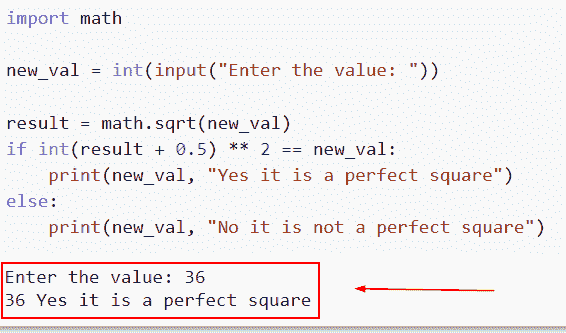 import math
new_val = int(input("Enter the value: "))
result = math.sqrt(new_val)
if int(result + 0.5) ** 2 == new_val:
    print(new_val, "Yes it is a perfect square")
else:
    print(new_val, "No it is not a perfect square")
Enter the value: 36
36 Yes it is a perfect square